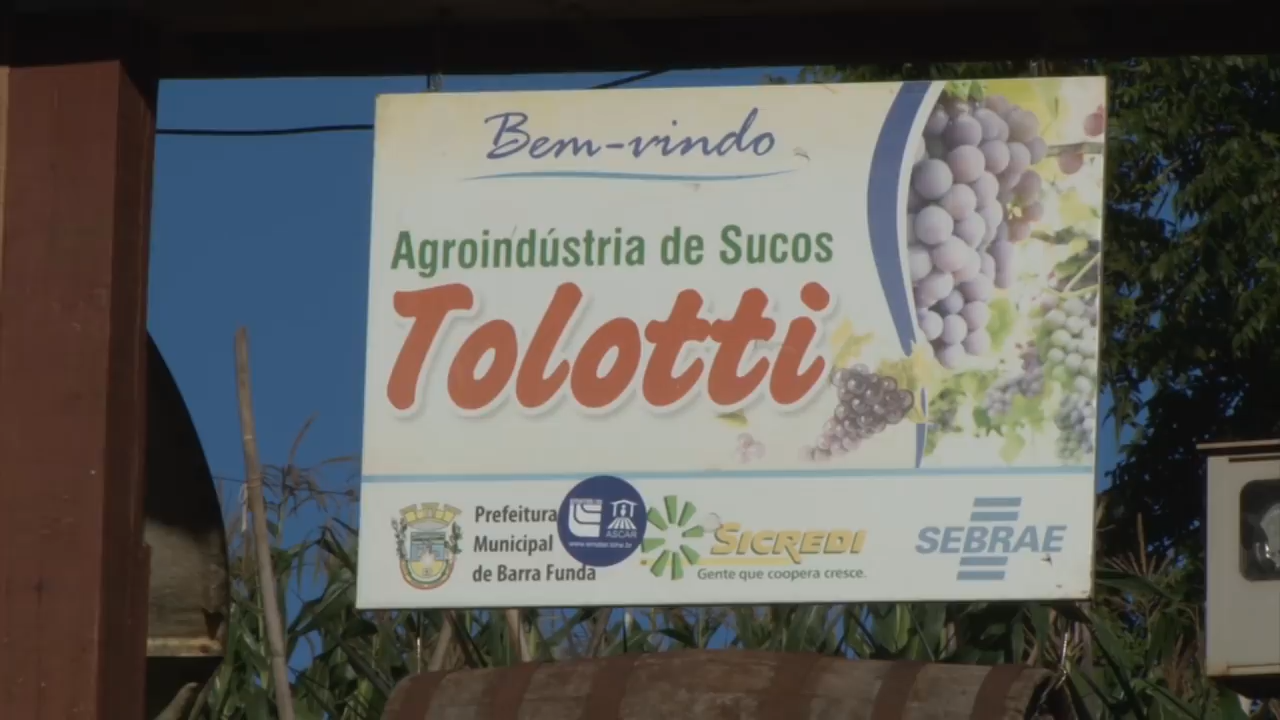 Bem-vindo
Agroindústria de Sucos
Tolotti
Prefeitura
Municipal
de Barra Funda
ASCAR
SICREDI
Gente que coopera cresce.
SEBRAE